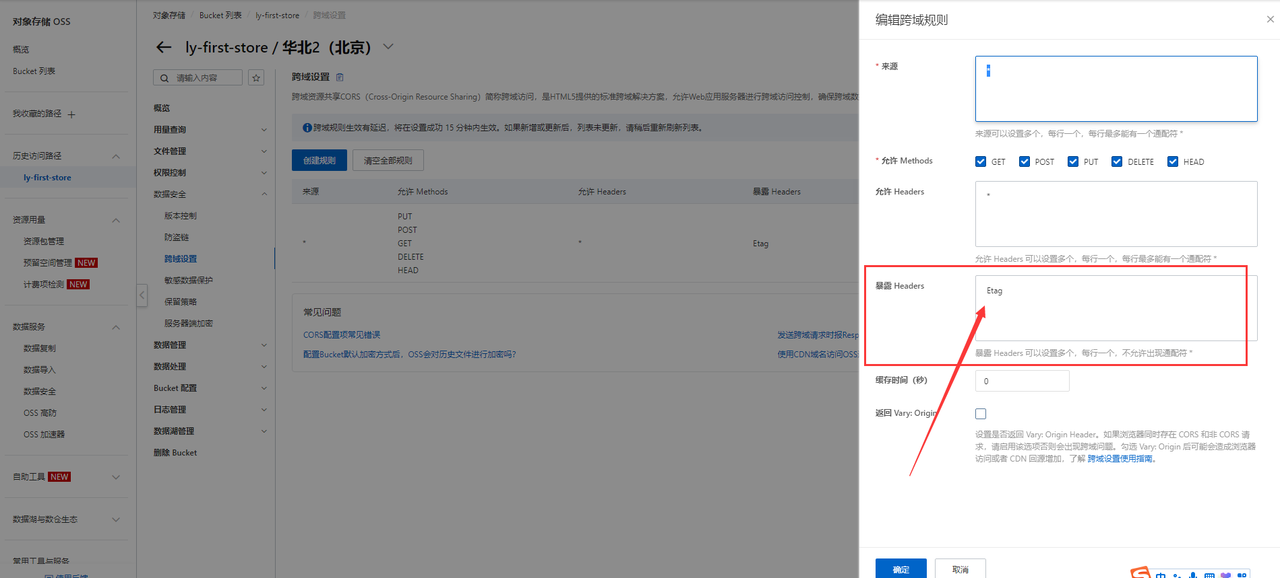 对象存储 OSS
概览
Bucket 列表
我收藏的路径 +
历史访问路径
ly-first-store
资源用量
资源包管理
预留空间管理 NEW
计费项检测 NEW
数据服务
数据复制
数据导入
数据安全
OSS 高防
OSS 加速器
自助工具 NEW
数据湖与数仓生态
常用工具与服务
对象存储 / Bucket 列表 / ly-first-store / 跨域设置
← ly-first-store / 华北2（北京）
请输入内容
概览
用量查询
文件管理
权限控制
数据安全
版本控制
防盗链
跨域设置
敏感数据保护
保留策略
服务器端加密
数据管理
数据处理
Bucket 配置
日志管理
数据湖管理
删除 Bucket
跨域设置
跨域资源共享CORS（Cross-Origin Resource Sharing）简称跨域访问，是HTML5提供的标准跨域解决方案，允许Web应用服务器进行跨域访问控制，确保跨域数
跨域规则生效有延迟，将在设置成功 15 分钟内生效。如果新增或更新后，列表未更新，请稍后重新刷新列表。
创建规则 清空全部规则
来源 允许 Methods 允许 Headers 暴露 Headers
PUT
POST
* GET * Etag
DELETE
HEAD
常见问题
CORS配置项常见错误 发送跨域请求时报Resp
配置Bucket默认加密方式后，OSS会对历史文件进行加密吗? 使用CDN域名访问OSS
编辑跨域规则
* 来源
*
来源可以设置多个，每行一个，每行最多能有一个通配符 *
* 允许 Methods GET POST PUT DELETE HEAD
允许 Headers
*
允许 Headers 可以设置多个，每行一个，每行最多能有一个通配符 *
暴露 Headers
Etag
暴露 Headers 可以设置多个，每行一个，不允许出现通配符 *
缓存时间（秒） 0
返回 Vary: Origin
设置是否返回 Vary: Origin Header。如果浏览器同时存在 CORS 和非 CORS 请
求，请启用该选项否则会出现跨域问题。勾选 Vary: Origin 后可能会造成浏览器
访问或者 CDN 回源增加，了解 跨域设置使用指南。
确定 取消
中